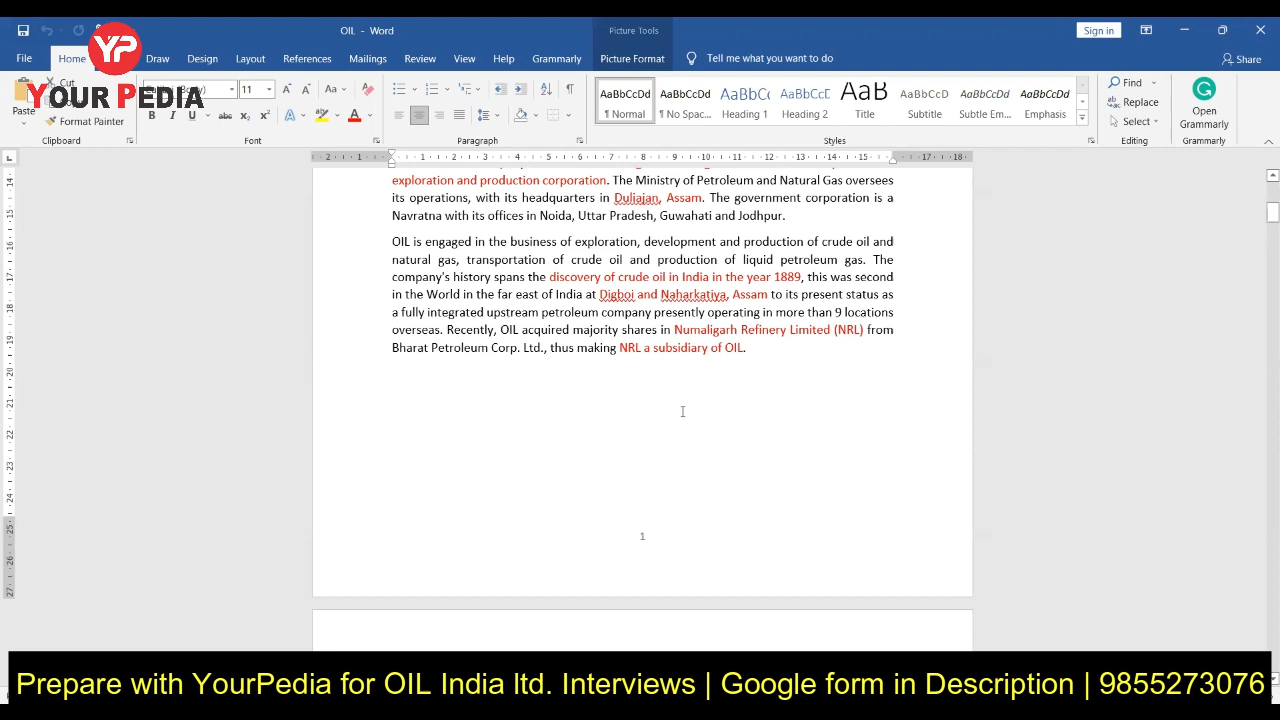 OIL - Word
Picture Tools
Sign in
File Home Draw Design Layout References Mailings Review View Help Grammarly Picture Format Tell me what you want to do Share
YP
YOUR PEDIA
Cut
Paste
Format Painter
(Body) 11
AaBbCcDd AaBbCcDd AaBbCc AaBbCcE AaB AaBbCcD AaBbCcDd AaBbCcDd
¶ Normal ¶ No Spac... Heading 1 Heading 2 Title Subtitle Subtle Em... Emphasis
Find
Replace
Select
Open
Grammarly
Clipboard Font Paragraph Styles Editing Grammarly
exploration and production corporation. The Ministry of Petroleum and Natural Gas oversees
its operations, with its headquarters in Duliajan, Assam. The government corporation is a
Navratna with its offices in Noida, Uttar Pradesh, Guwahati and Jodhpur.
OIL is engaged in the business of exploration, development and production of crude oil and
natural gas, transportation of crude oil and production of liquid petroleum gas. The
company's history spans the discovery of crude oil in India in the year 1889, this was second
in the World in the far east of India at Digboi and Naharkatiya, Assam to its present status as
a fully integrated upstream petroleum company presently operating in more than 9 locations
overseas. Recently, OIL acquired majority shares in Numaligarh Refinery Limited (NRL) from
Bharat Petroleum Corp. Ltd., thus making NRL a subsidiary of OIL.
1
Prepare with YourPedia for OIL India ltd. Interviews | Google form in Description | 9855273076